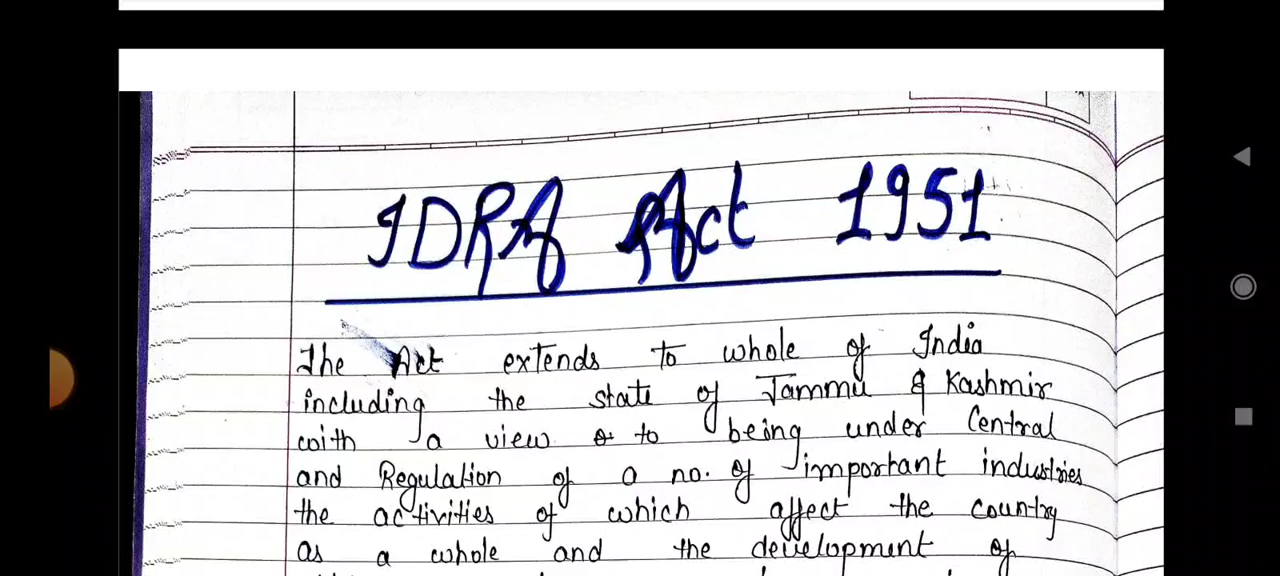 IDRA Act 1951
The Act extends to whole of India
including the state of Jammu & Kashmir
with a view to being under Central
and Regulation of a no. of important industries
the activities of which affect the country
as a whole and the development of